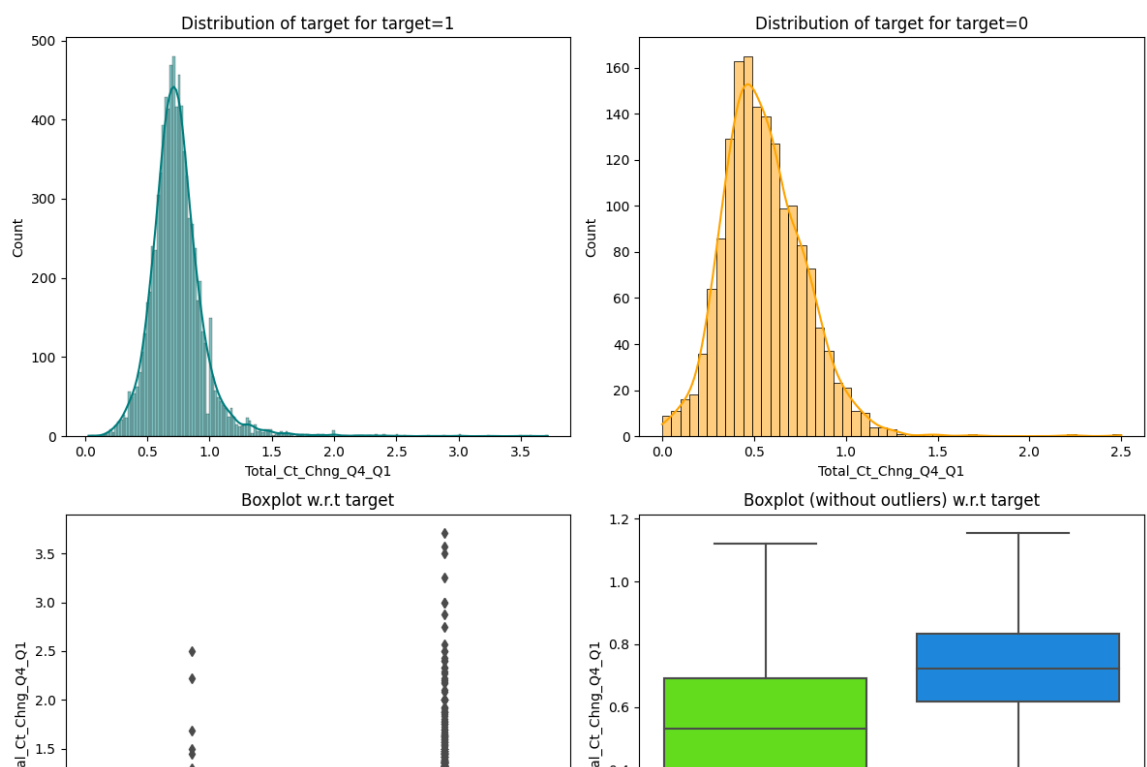 Distribution of target for target=1
Distribution of target for target=0
500
400
300
200
100
0
Count
0.0 0.5 1.0 1.5 2.0 2.5 3.0 3.5
Total_Ct_Chng_Q4_Q1
160
140
120
100
80
60
40
20
0
Count
0.0 0.5 1.0 1.5 2.0 2.5
Total_Ct_Chng_Q4_Q1
Boxplot w.r.t target
Boxplot (without outliers) w.r.t target
3.5
3.0
2.5
2.0
1.5
al_Ct_Chng_Q4_Q1
1.2
1.0
0.8
0.6
al_Ct_Chng_Q4_Q1